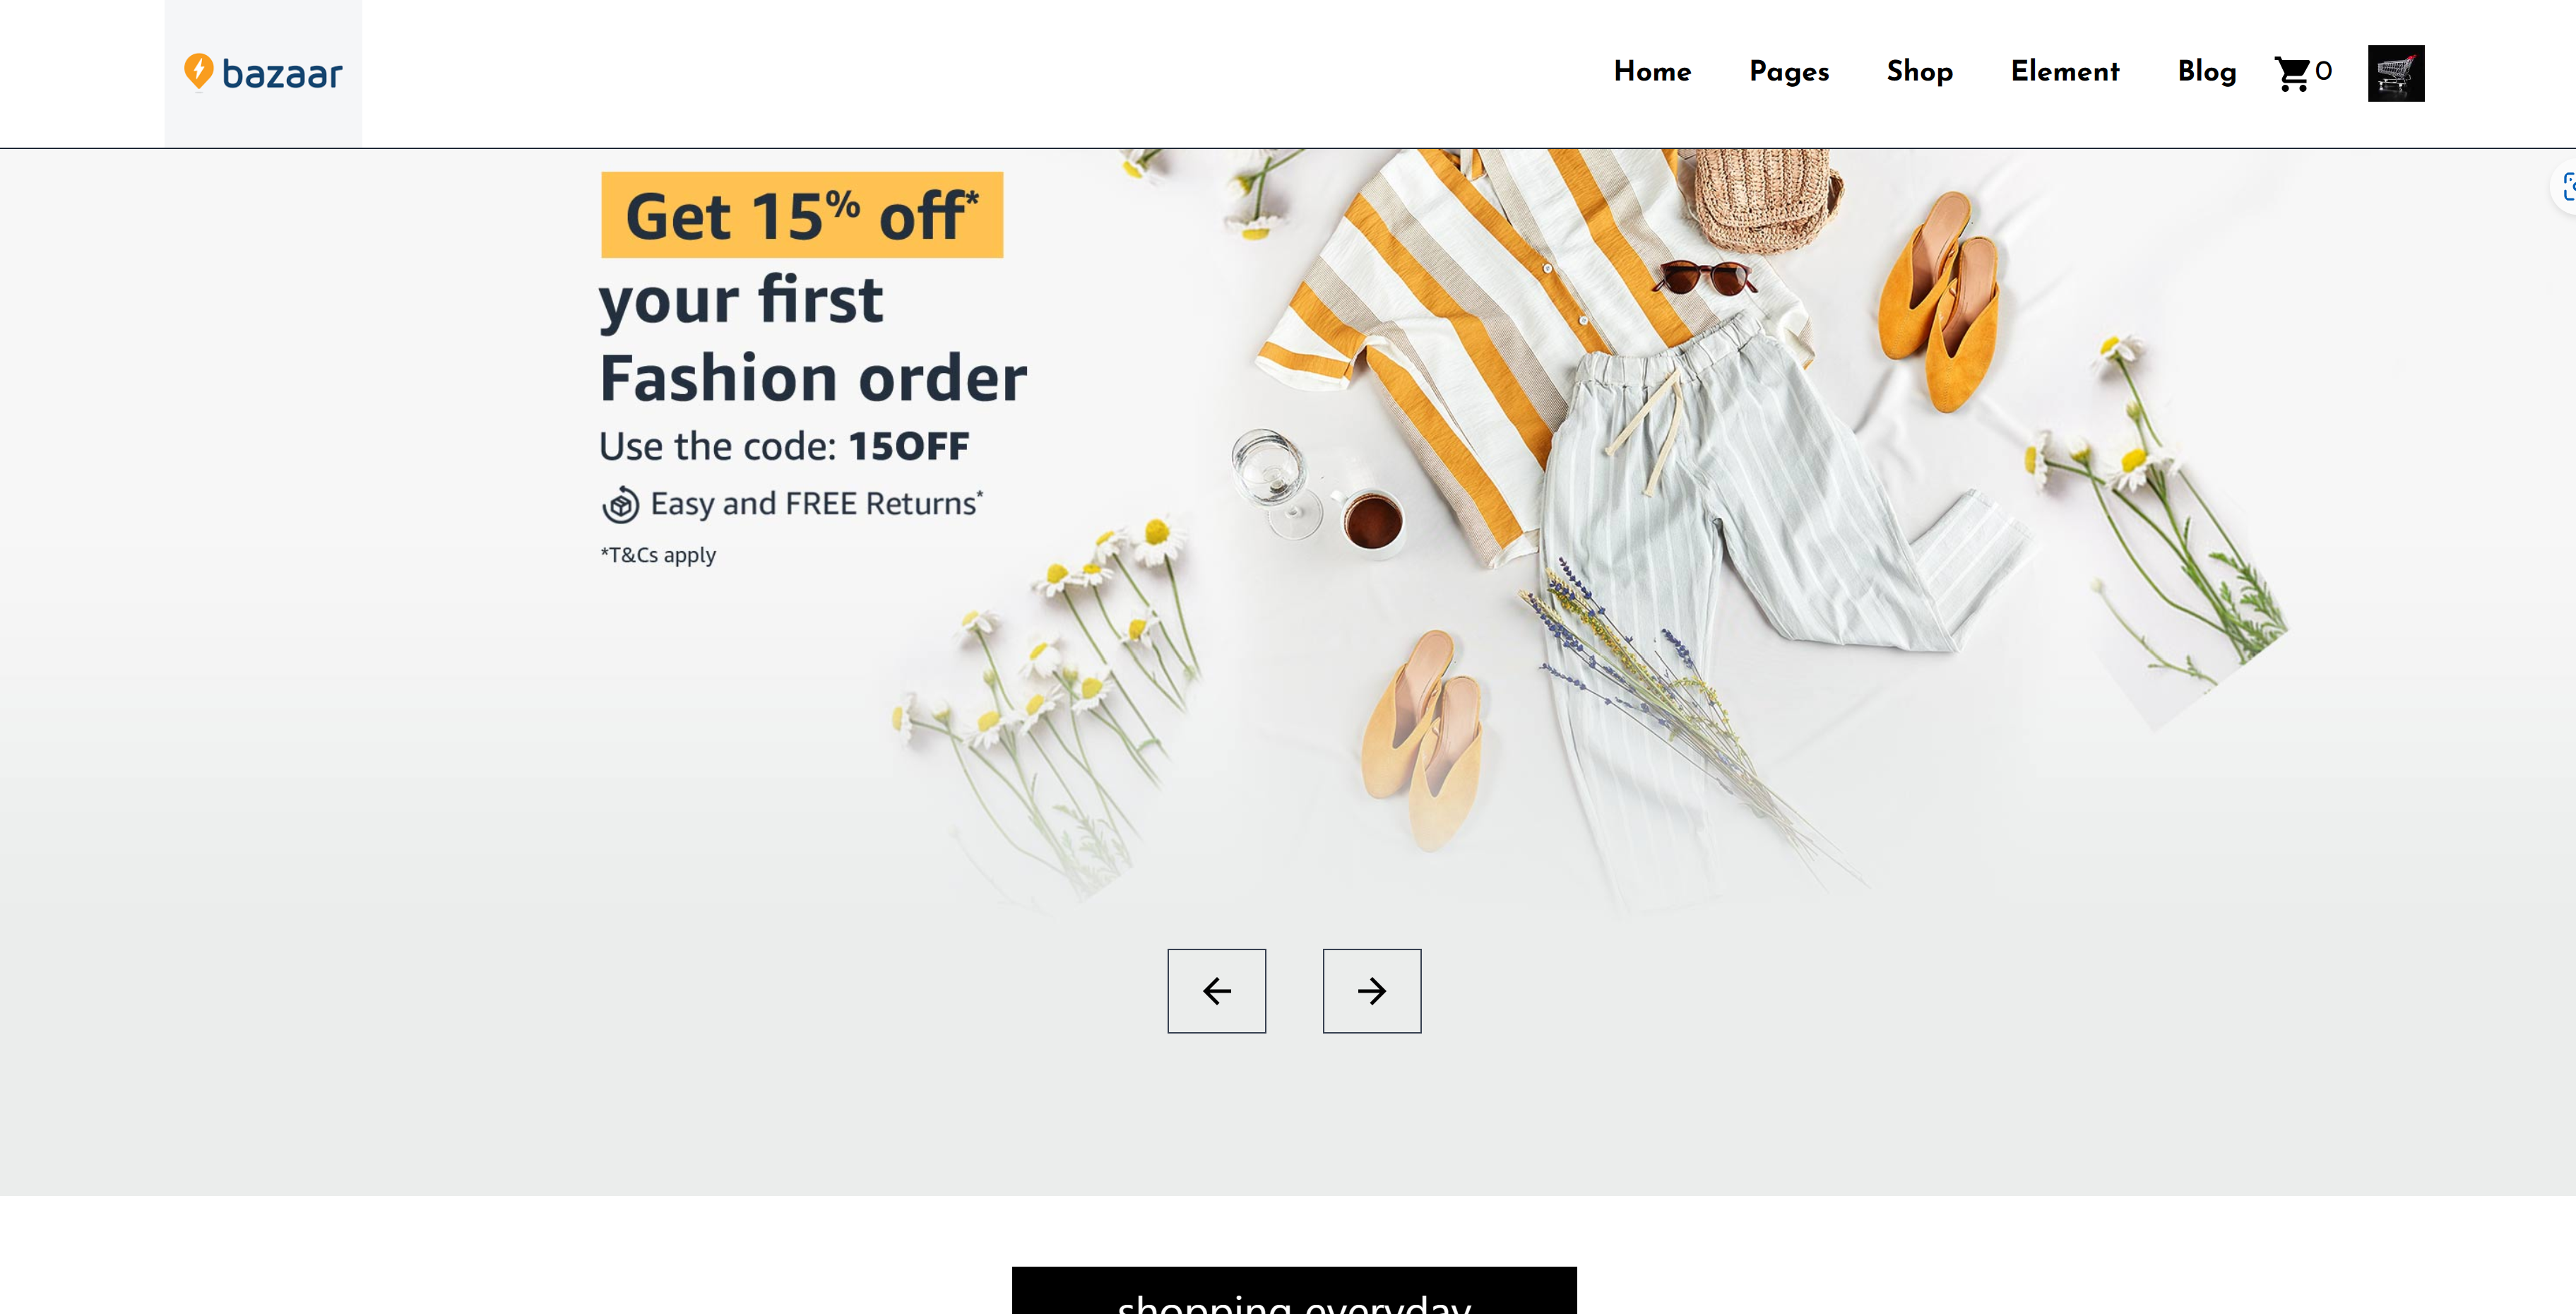 bazaar
Home Pages Shop Element Blog 0
Get 15% off*
your first
Fashion order
Use the code: 15OFF
Easy and FREE Returns*
*T&Cs apply
shopping everyday